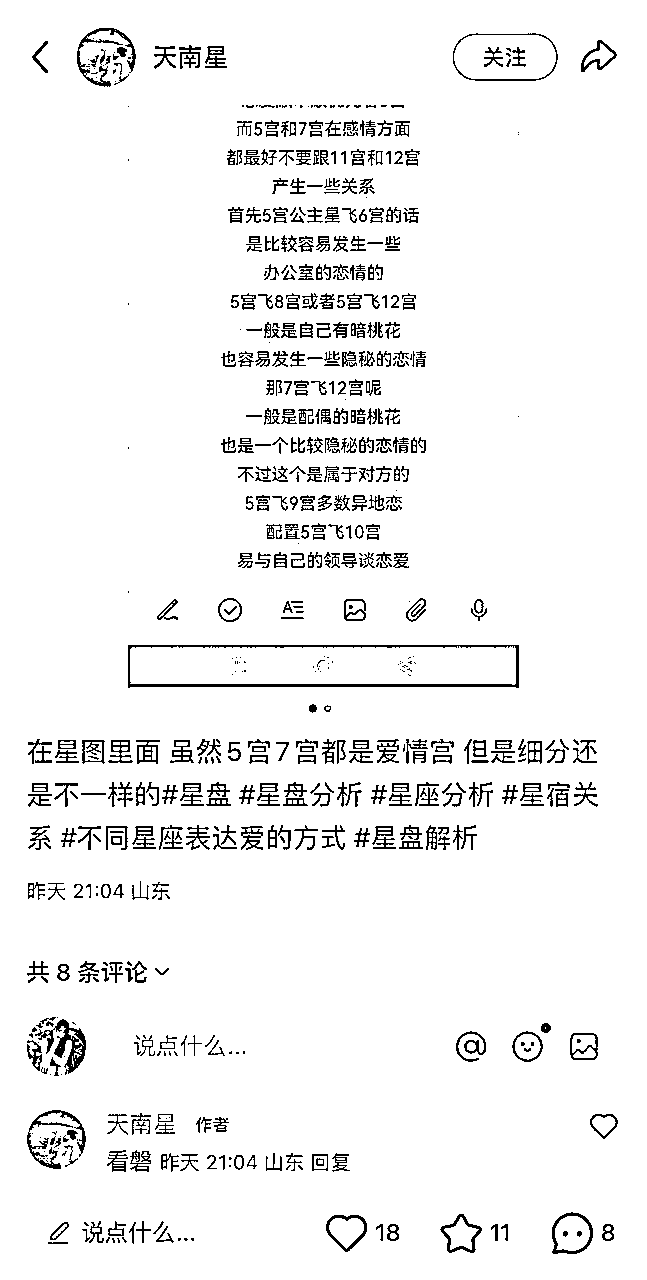 天南星
关注
而5宫和7宫在感情方面
都最好不要跟11宫和12宫
产生一些关系
首先5宫公主星飞6宫的话
是比较容易发生一些
办公室的恋情的
5宫飞8宫或者5宫飞12宫
一般是自己有暗桃花
也容易发生一些隐秘的恋情
那7宫飞12宫呢
一般是配偶的暗桃花
也是一个比较隐秘的恋情的
不过这个是属于对方的
5宫飞9宫多数异地恋
配置5宫飞10宫
易与自己的领导谈恋爱
在星图里面 虽然5宫7宫都是爱情宫 但是细分还
是不一样的#星盘 #星盘分析 #星座分析 #星宿关
系 #不同星座表达爱的方式 #星盘解析
昨天 21:04 山东
共 8 条评论
说点什么...
天南星 作者
看磐 昨天 21:04 山东 回复
说点什么... 18 11 8